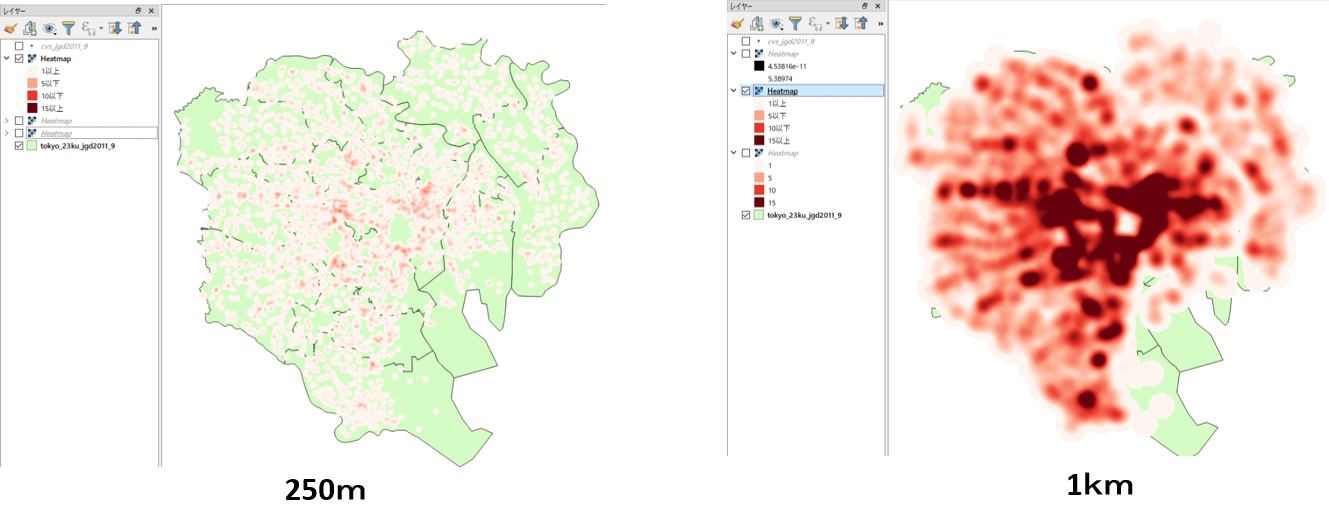 レイヤー
cvs_jgd2011_9
Heatmap
1以上
5以下
10以下
15以上
Heatmap
Heatmap
tokyo_23ku_jgd2011_9
250m
レイヤー
cvs_jgd2011_9
Heatmap
4.53816e-11
5.38974
Heatmap
1以上
5以下
10以下
15以上
Heatmap
1
5
10
15
tokyo_23ku_jgd2011_9
1km